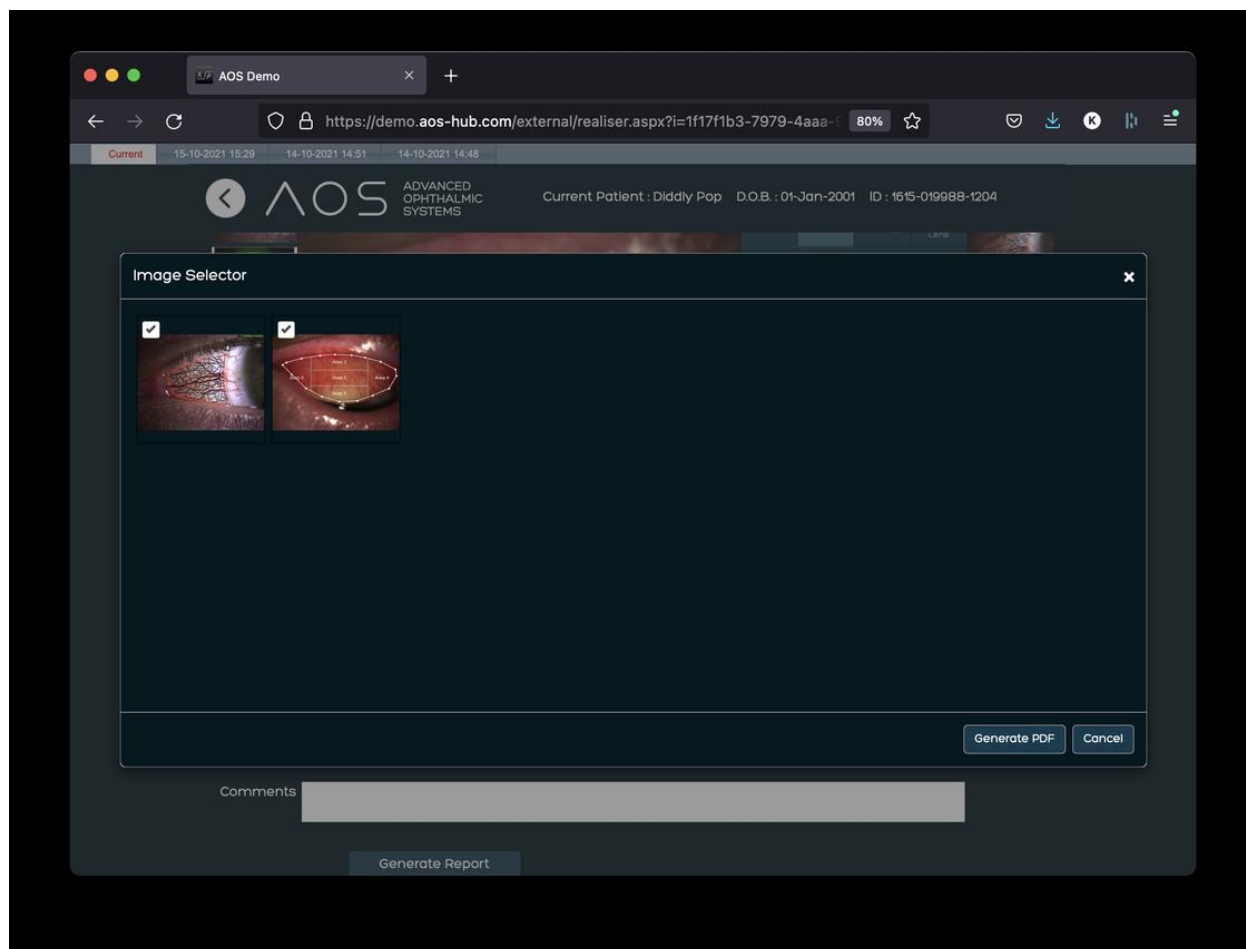 AOS Demo
https://demo.aos-hub.com/external/realiser.aspx?i=1f17f1b3-7979-4aaa- 80%
Current 15-10-2021 15:29 14-10-2021 14:51 14-10-2021 14:48
AOS
ADVANCED
OPHTHALMIC
SYSTEMS
Current Patient : Diddly Pop D.O.B. : 01-Jan-2001 ID : 1615-019988-1204
Lens
Image Selector
Generate PDF Cancel
Comments
Generate Report